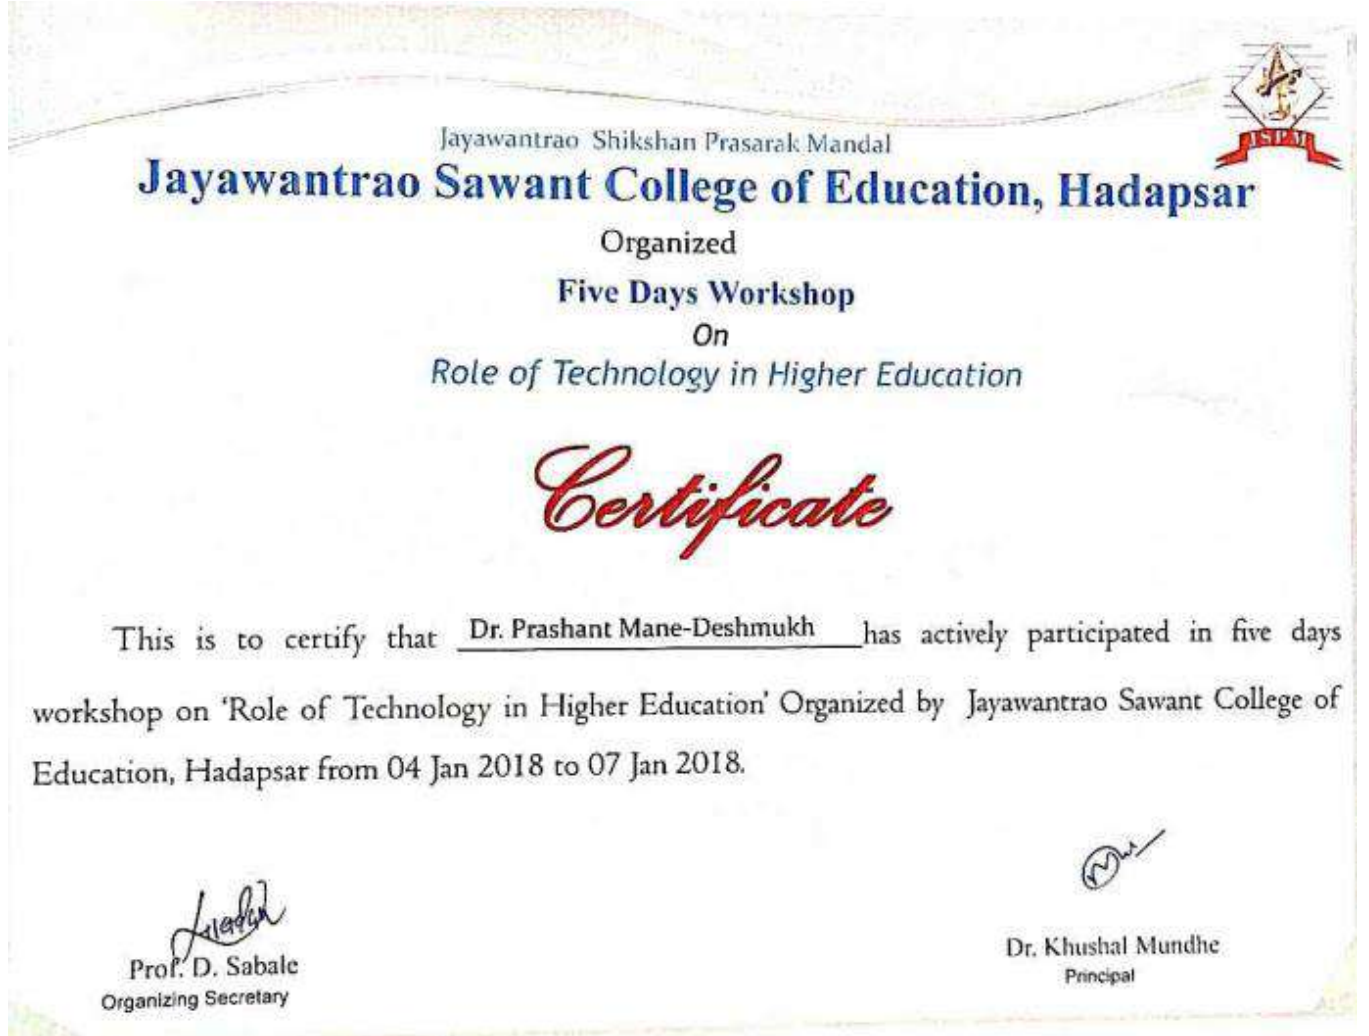 JSPM
Jayawantrao Shikshan Prasarak Mandal
Jayawantrao Sawant College of Education, Hadapsar
Organized
Five Days Workshop
On
Role of Technology in Higher Education
Certificate
This is to certify that Dr. Prashant Mane-Deshmukh has actively participated in five days
workshop on 'Role of Technology in Higher Education' Organized by Jayawantrao Sawant College of
Education, Hadapsar from 04 Jan 2018 to 07 Jan 2018.
Prof. D. Sabale
Organizing Secretary
Dr. Khushal Mundhe
Principal